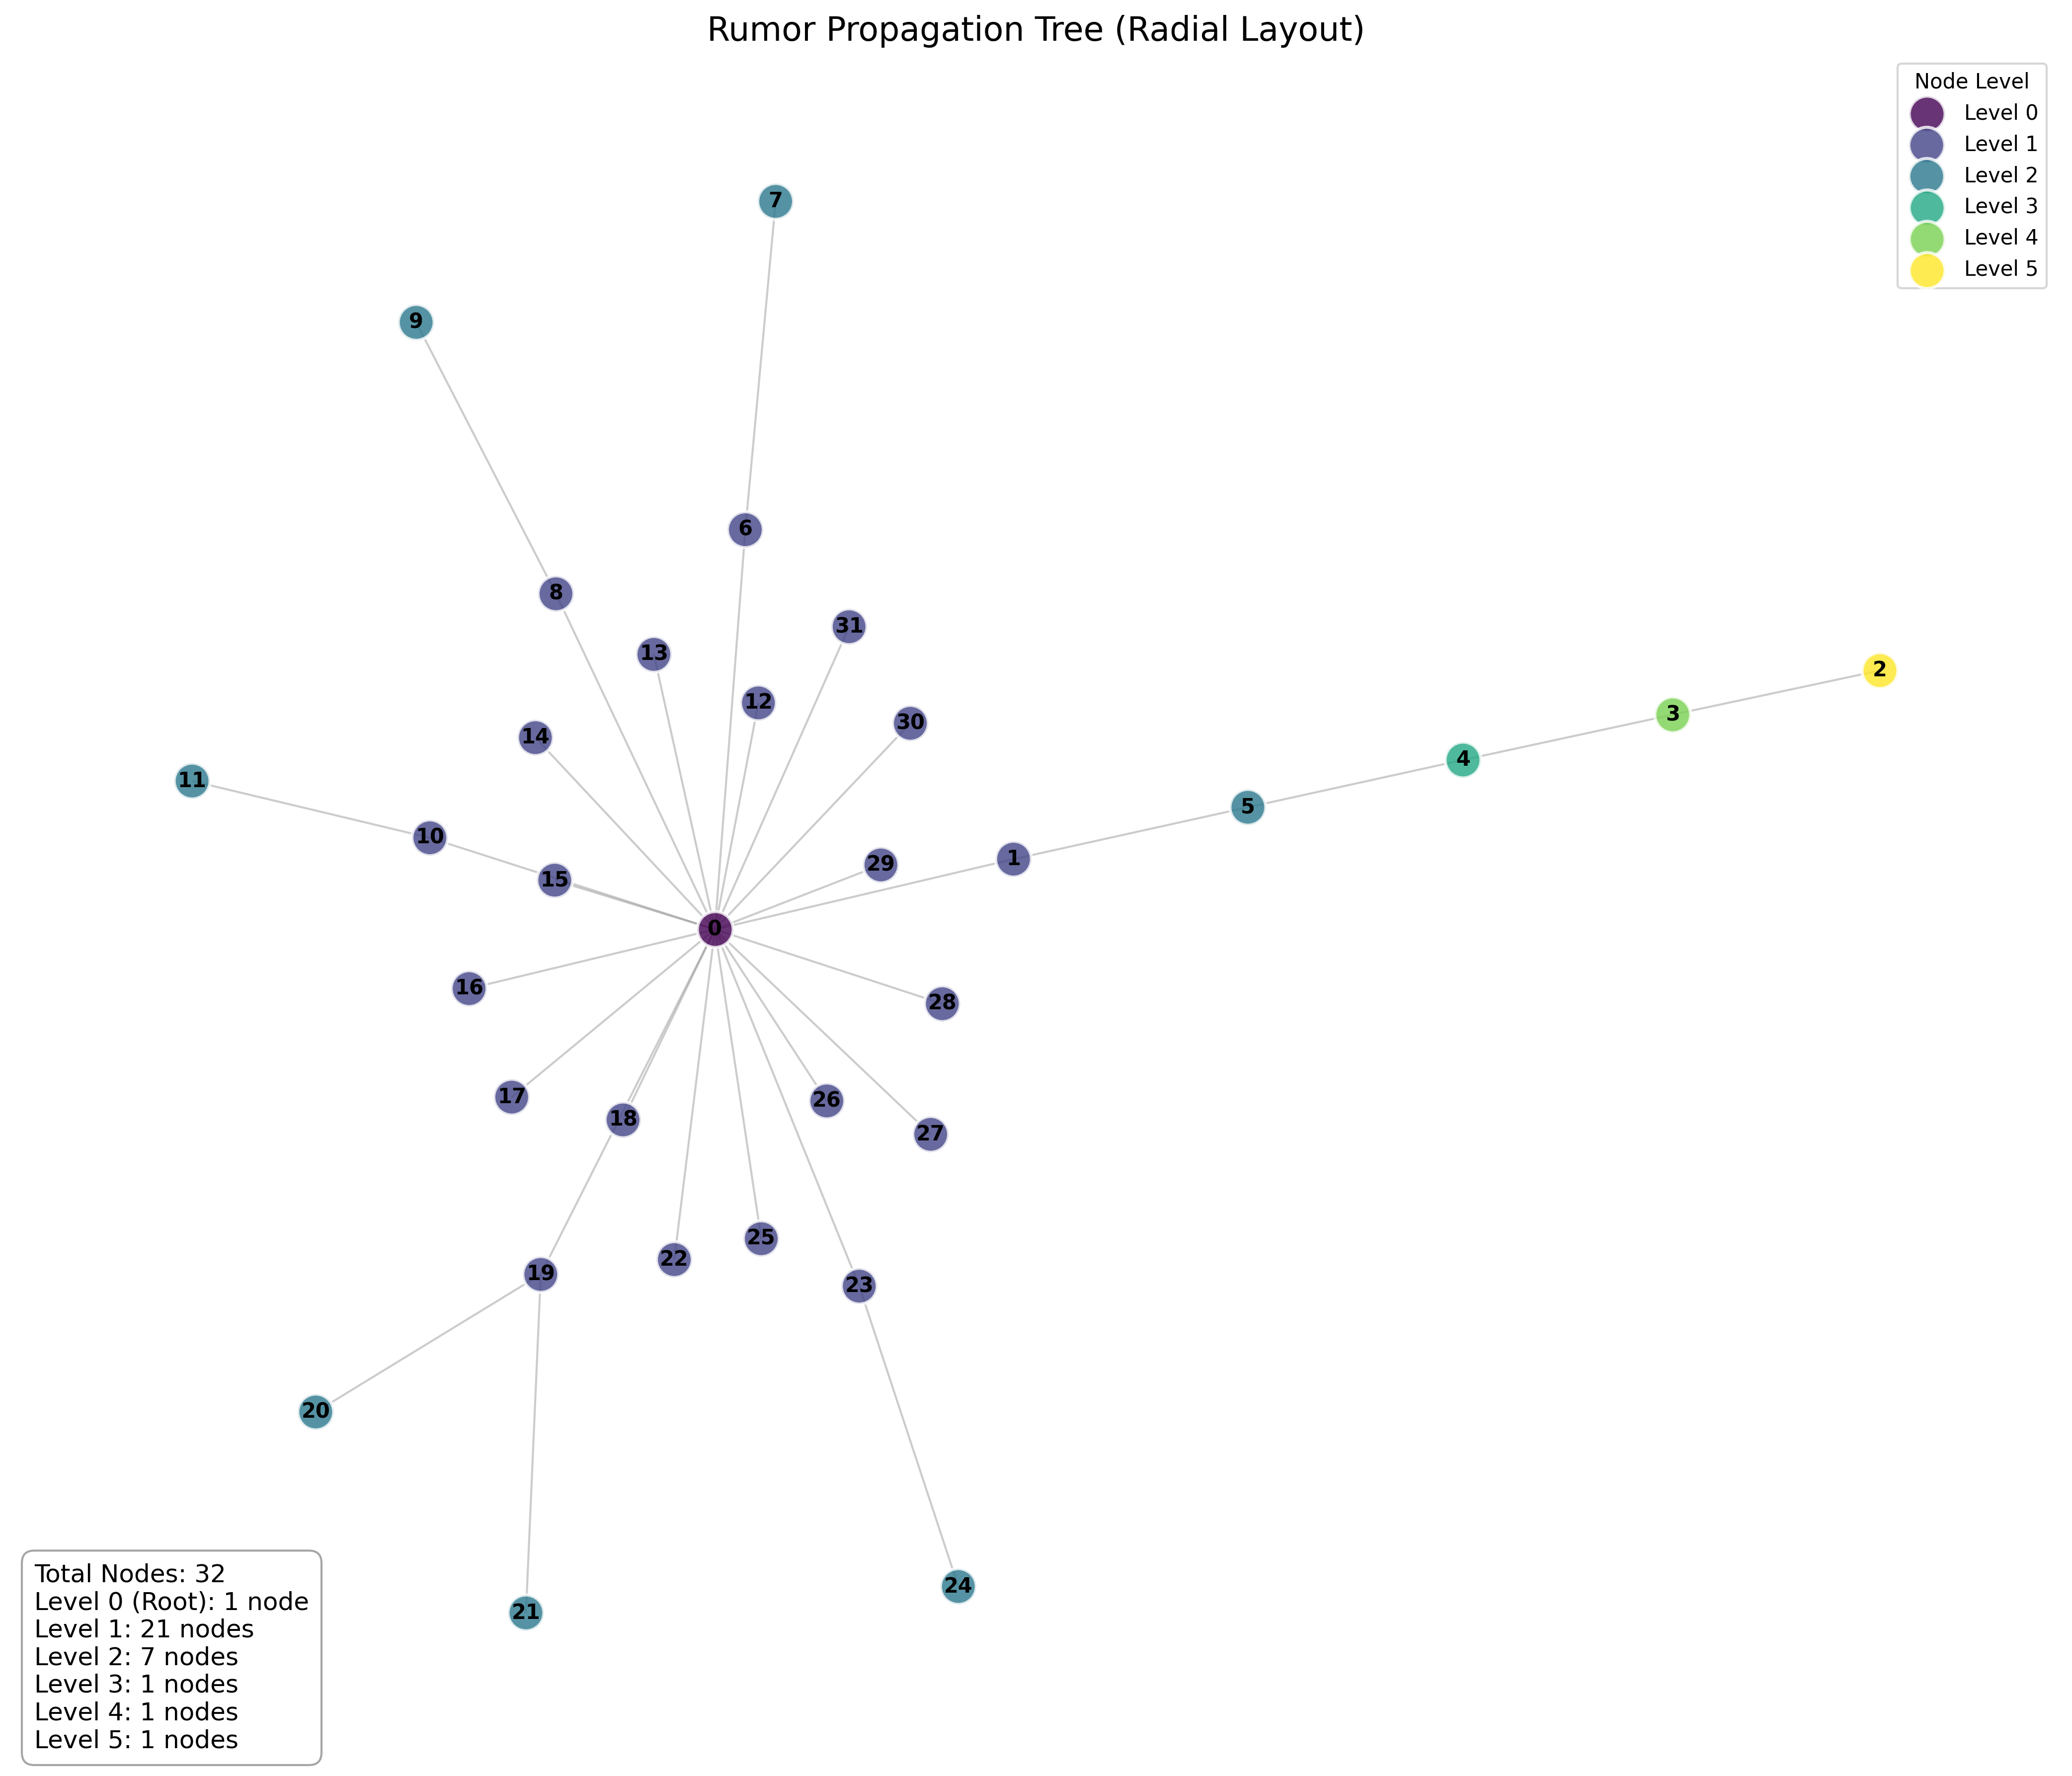 Rumor Propagation Tree (Radial Layout)
Node Level
Level 0
Level 1
Level 2
Level 3
Level 4
Level 5
7
9
6
8
31
13
2
12
3
30
14
4
11
5
10
1
29
15
0
16
28
17
26
18
27
25
22
19
23
20
24
21
Total Nodes: 32
Level 0 (Root): 1 node
Level 1: 21 nodes
Level 2: 7 nodes
Level 3: 1 nodes
Level 4: 1 nodes
Level 5: 1 nodes